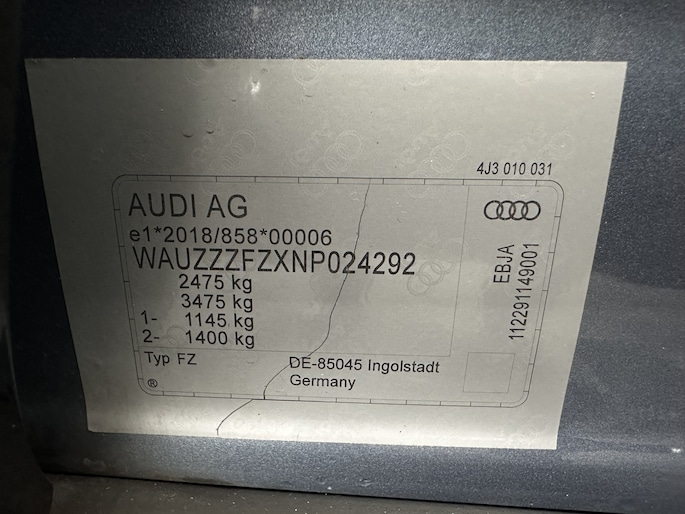 4J3 010 031
AUDI AG
e1*2018/858*00006
WAUZZZFZXNP024292
2475 kg
3475 kg
1- 1145 kg
2- 1400 kg
Typ FZ
DE-85045 Ingolstadt
Germany
®
EBJA
112291149001